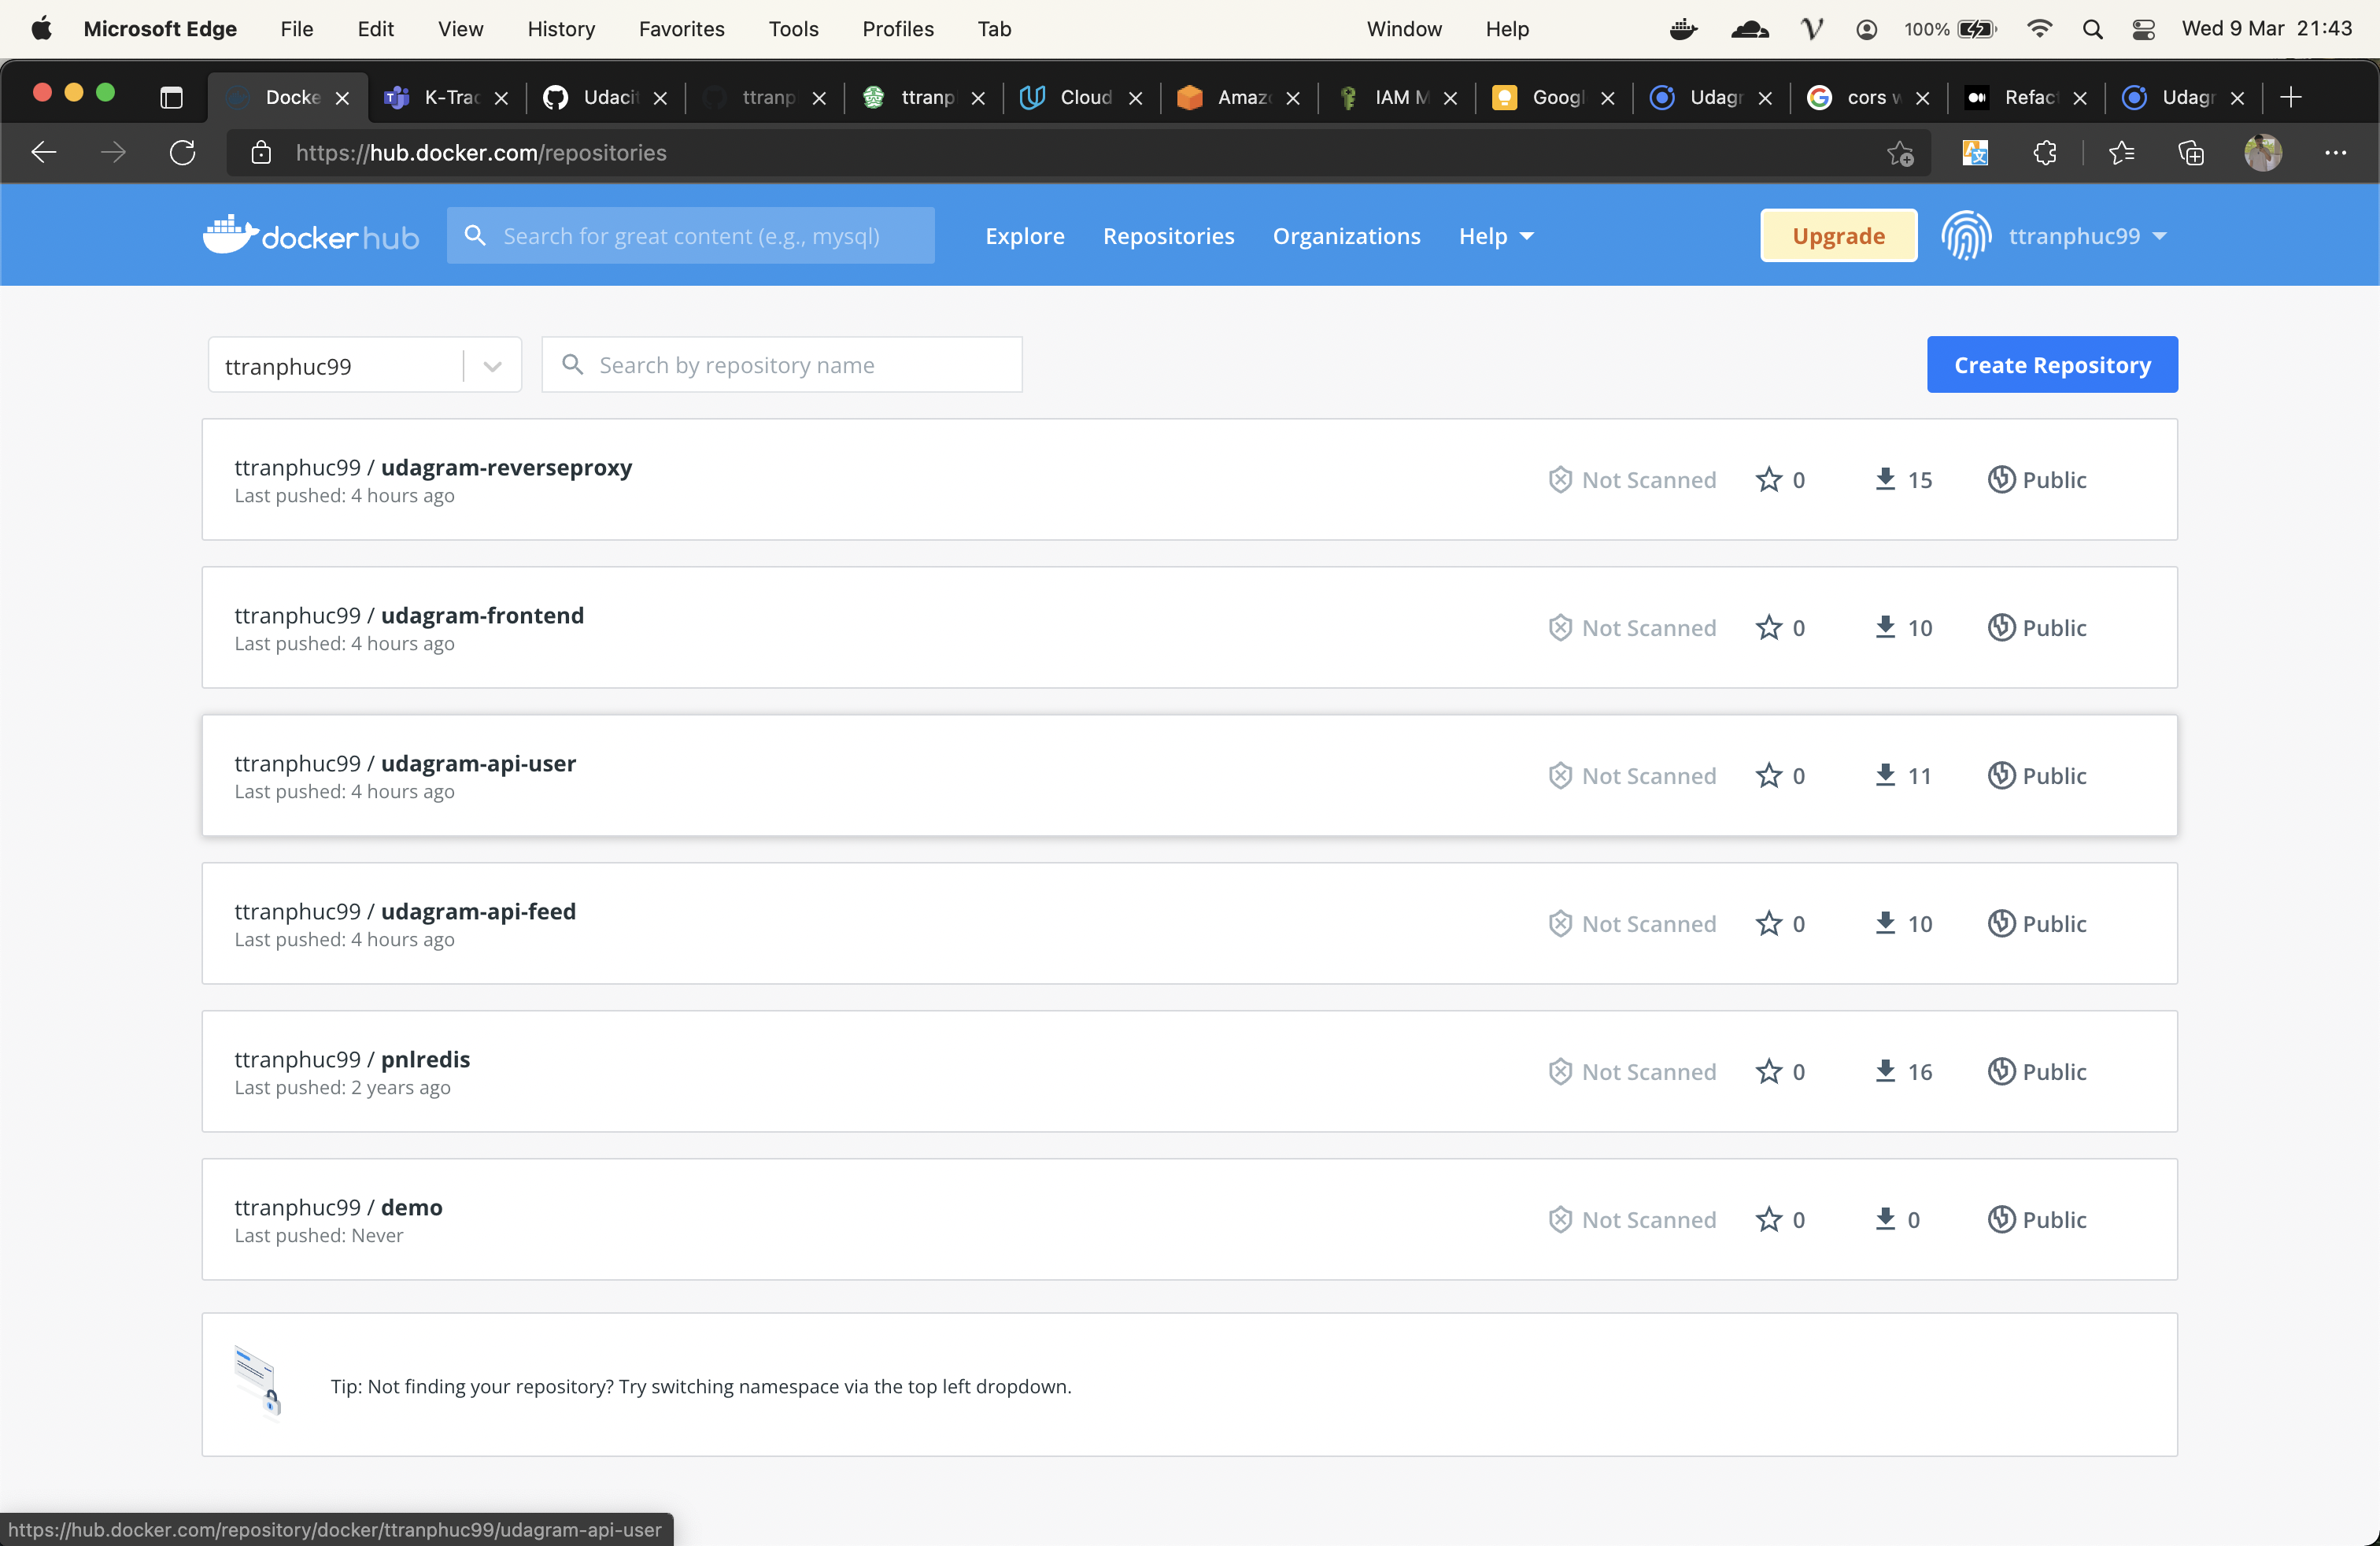 Microsoft Edge File Edit View History Favorites Tools Profiles Tab Window Help 100% Wed 9 Mar 21:43
Docke K-Trac Udaci ttranp ttranp Cloud Amaz IAM M Googl Udagr cors Refac Udagr
https://hub.docker.com/repositories
docker hub Search for great content (e.g., mysql) Explore Repositories Organizations Help Upgrade ttranphuc99
ttranphuc99 Search by repository name Create Repository
ttranphuc99 / udagram-reverseproxy
Last pushed: 4 hours ago
Not Scanned 0 15 Public
ttranphuc99 / udagram-frontend
Last pushed: 4 hours ago
Not Scanned 0 10 Public
ttranphuc99 / udagram-api-user
Last pushed: 4 hours ago
Not Scanned 0 11 Public
ttranphuc99 / udagram-api-feed
Last pushed: 4 hours ago
Not Scanned 0 10 Public
ttranphuc99 / pnlredis
Last pushed: 2 years ago
Not Scanned 0 16 Public
ttranphuc99 / demo
Last pushed: Never
Not Scanned 0 0 Public
Tip: Not finding your repository? Try switching namespace via the top left dropdown.
https://hub.docker.com/repository/docker/ttranphuc99/udagram-api-user